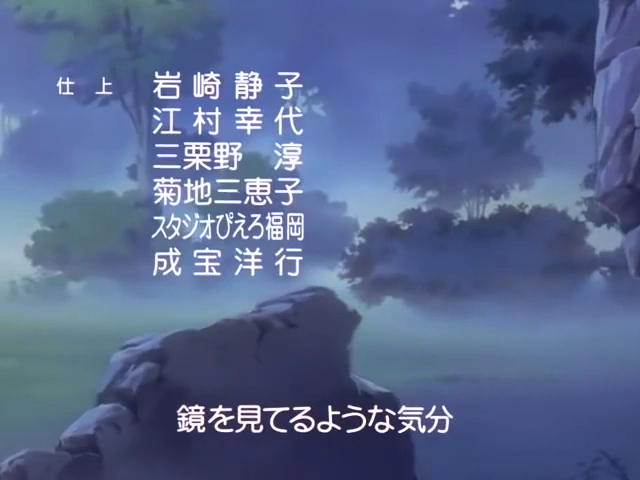 仕上 岩崎静子
江村幸代
三栗野 淳
菊地三恵子
スタジオぴえろ福岡
成宝洋行
鏡を見てるような気分